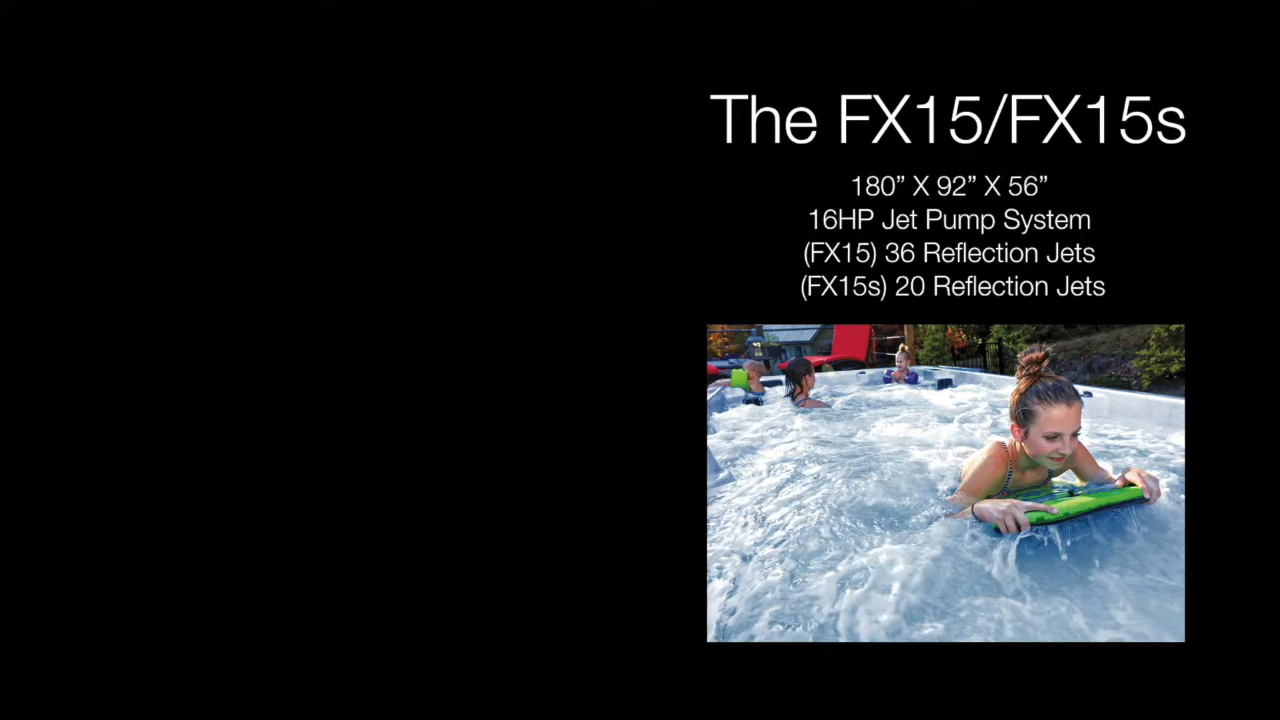 The FX15/FX15s
180” X 92” X 56”
16HP Jet Pump System
(FX15) 36 Reflection Jets
(FX15s) 20 Reflection Jets